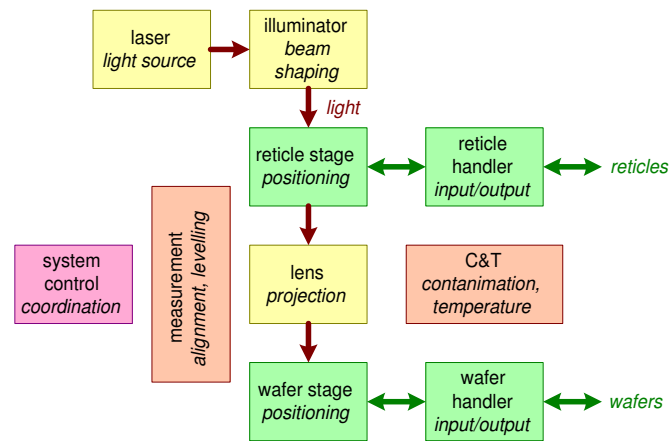 laser
light source
illuminator
beam
shaping
light
reticle stage
positioning
reticle
handler
input/output
reticles
system
control
coordination
measurement
alignment, levelling
lens
projection
C&T
contanimation,
temperature
wafer stage
positioning
wafer
handler
input/output
wafers